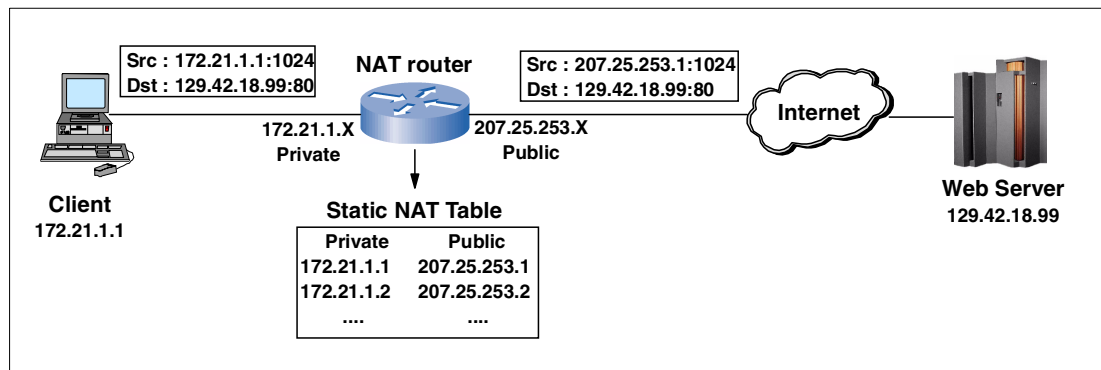 Src : 172.21.1.1:1024
Dst : 129.42.18.99:80
NAT router
Src : 207.25.253.1:1024
Dst : 129.42.18.99:80
Internet
172.21.1.X
Private
207.25.253.X
Public
Client
172.21.1.1
Web Server
129.42.18.99
Static NAT Table
Private Public
172.21.1.1 207.25.253.1
172.21.1.2 207.25.253.2
.... ....